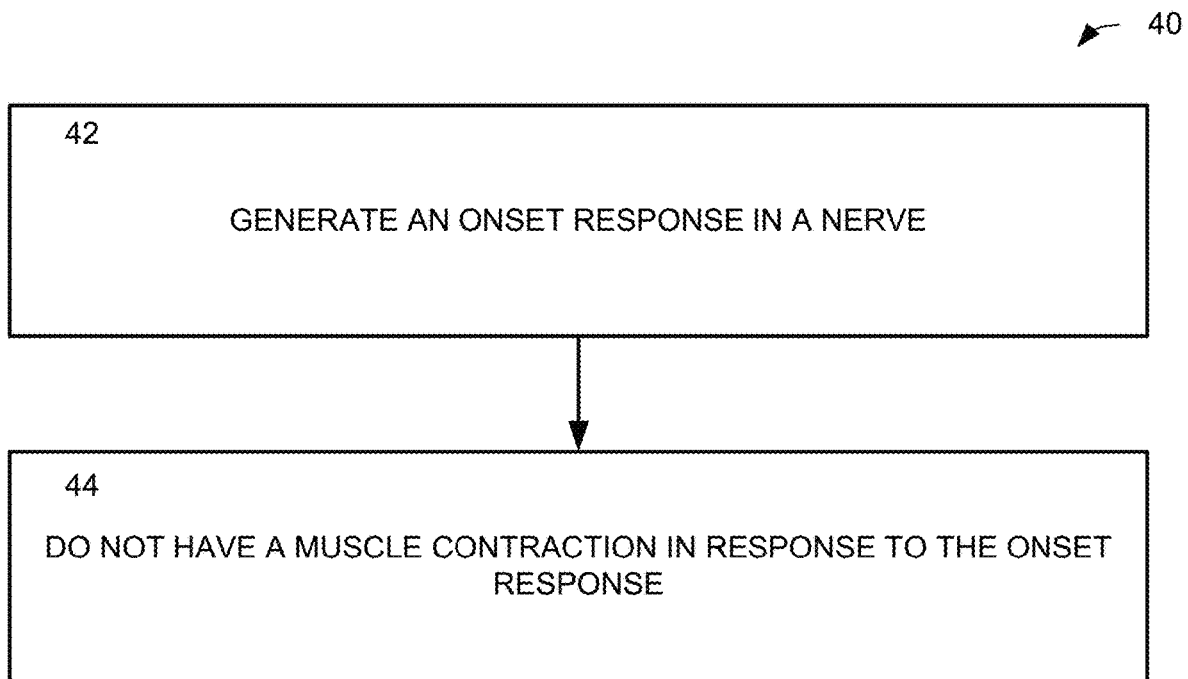 40
42
GENERATE AN ONSET RESPONSE IN A NERVE
44
DO NOT HAVE A MUSCLE CONTRACTION IN RESPONSE TO THE ONSET
RESPONSE